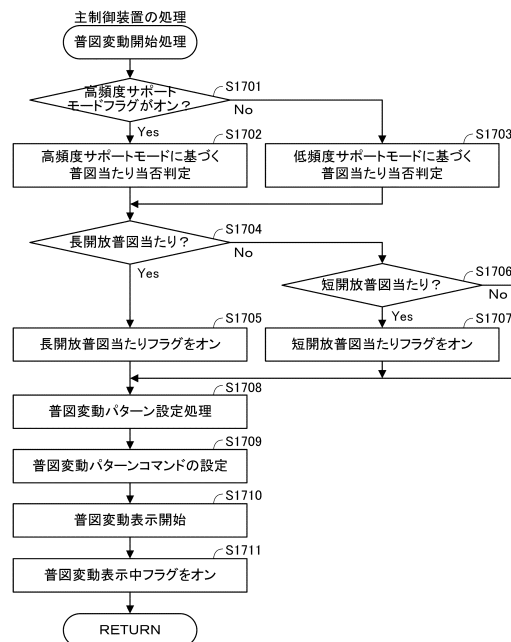 主制御装置の処理
普図変動開始処理
S1701
高頻度サポート
モードフラグがオン？
No
Yes
S1702
高頻度サポートモードに基づく
普図当たり当否判定
S1703
低頻度サポートモードに基づく
普図当たり当否判定
S1704
長開放普図当たり？
No
Yes
S1706
短開放普図当たり？
No
Yes
S1705
長開放普図当たりフラグをオン
S1707
短開放普図当たりフラグをオン
S1708
普図変動パターン設定処理
S1709
普図変動パターンコマンドの設定
S1710
普図変動表示開始
S1711
普図変動表示中フラグをオン
RETURN